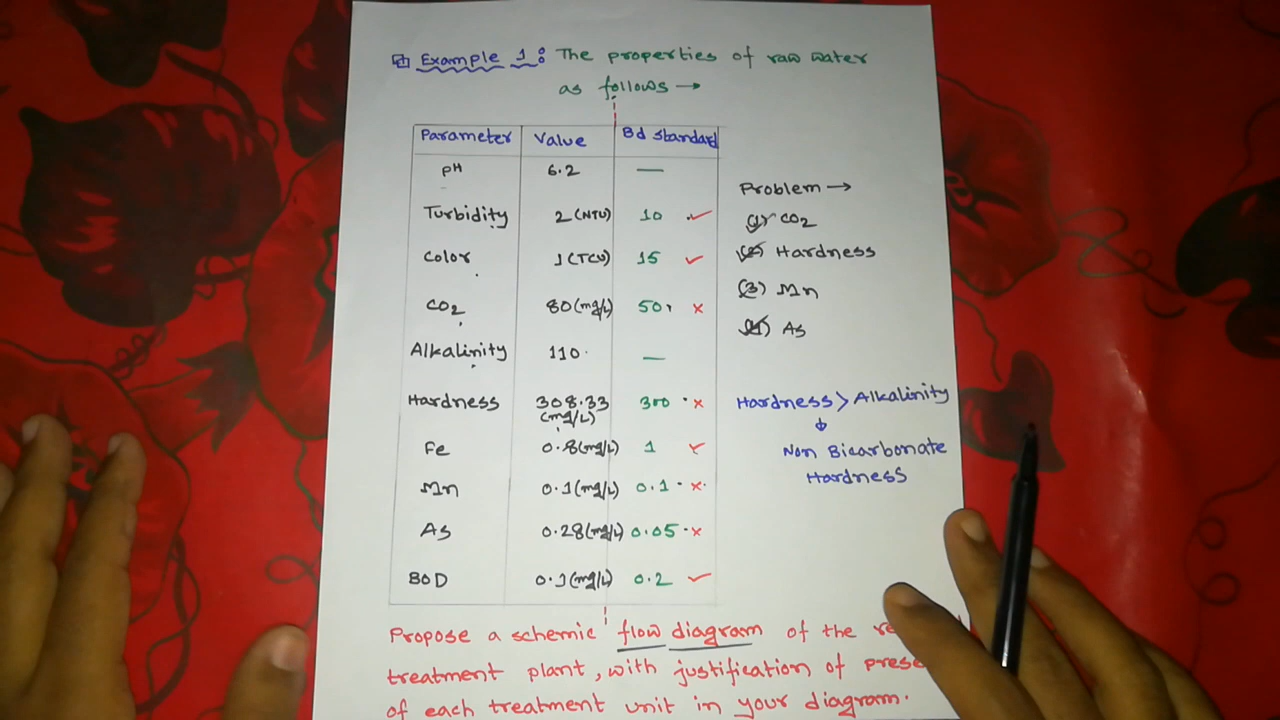 Example 1: The properties of raw water
as follows →
Parameter Value Bd standard
pH 6.2 —
Turbidity 2 (NTU) 10 ✓
Color 1 (TCU) 15 ✓
CO2 80 (mg/L) 50 ×
Alkalinity 110 —
Hardness 308.33 300 ×
(mg/L)
Fe 0.8 (mg/L) 1 ✓
Mn 0.1 (mg/L) 0.1 ×
As 0.28 (mg/L) 0.05 ×
BOD 0.1 (mg/L) 0.2 ✓
Problem →
(1) CO2
(2) Hardness
(3) Mn
(4) As
Hardness > Alkalinity
↓
Non Bicarbonate
Hardness
Propose a schemic flow diagram of the
treatment plant, with justification of
of each treatment unit in your diagram.